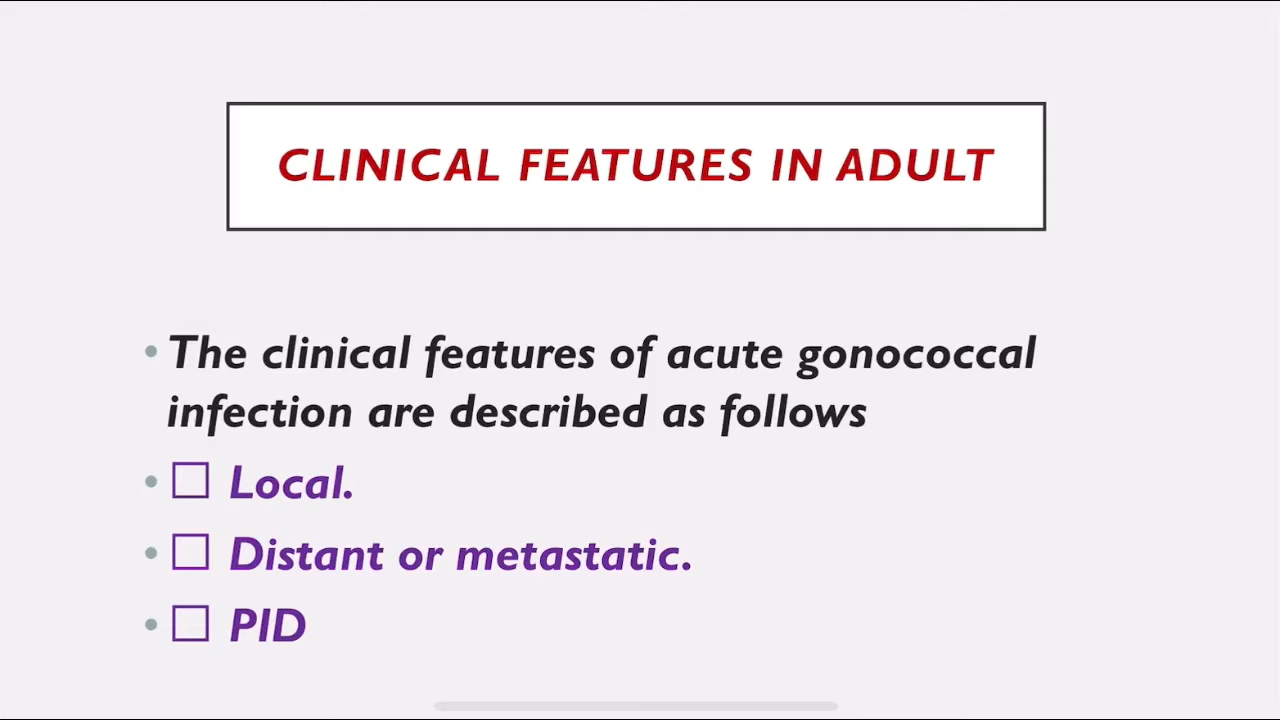 CLINICAL FEATURES IN ADULT
• The clinical features of acute gonococcal
infection are described as follows
• □ Local.
• □ Distant or metastatic.
• □ PID